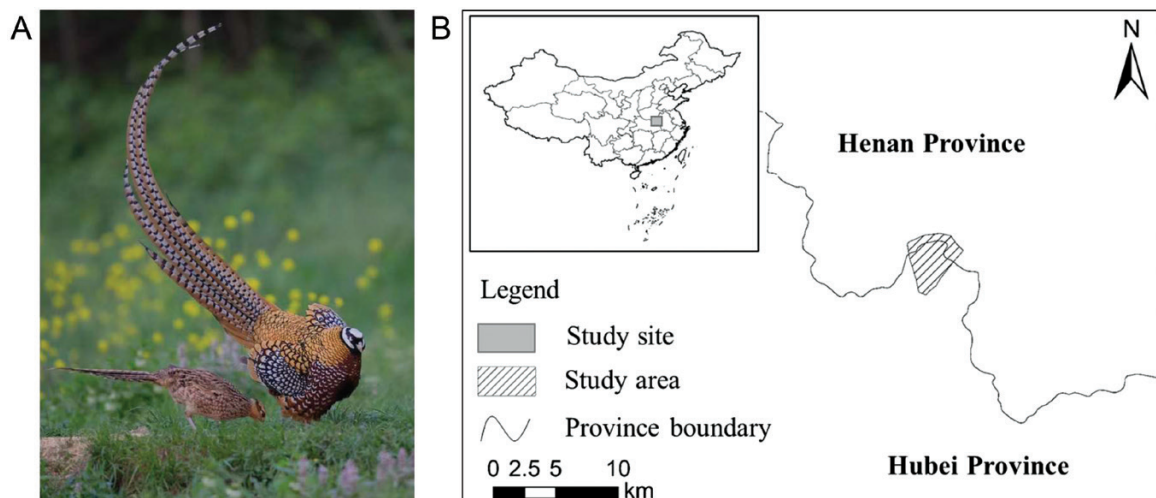 A
B
N
Henan Province
Legend
Study site
Study area
Province boundary
0 2.5 5 10
km
Hubei Province